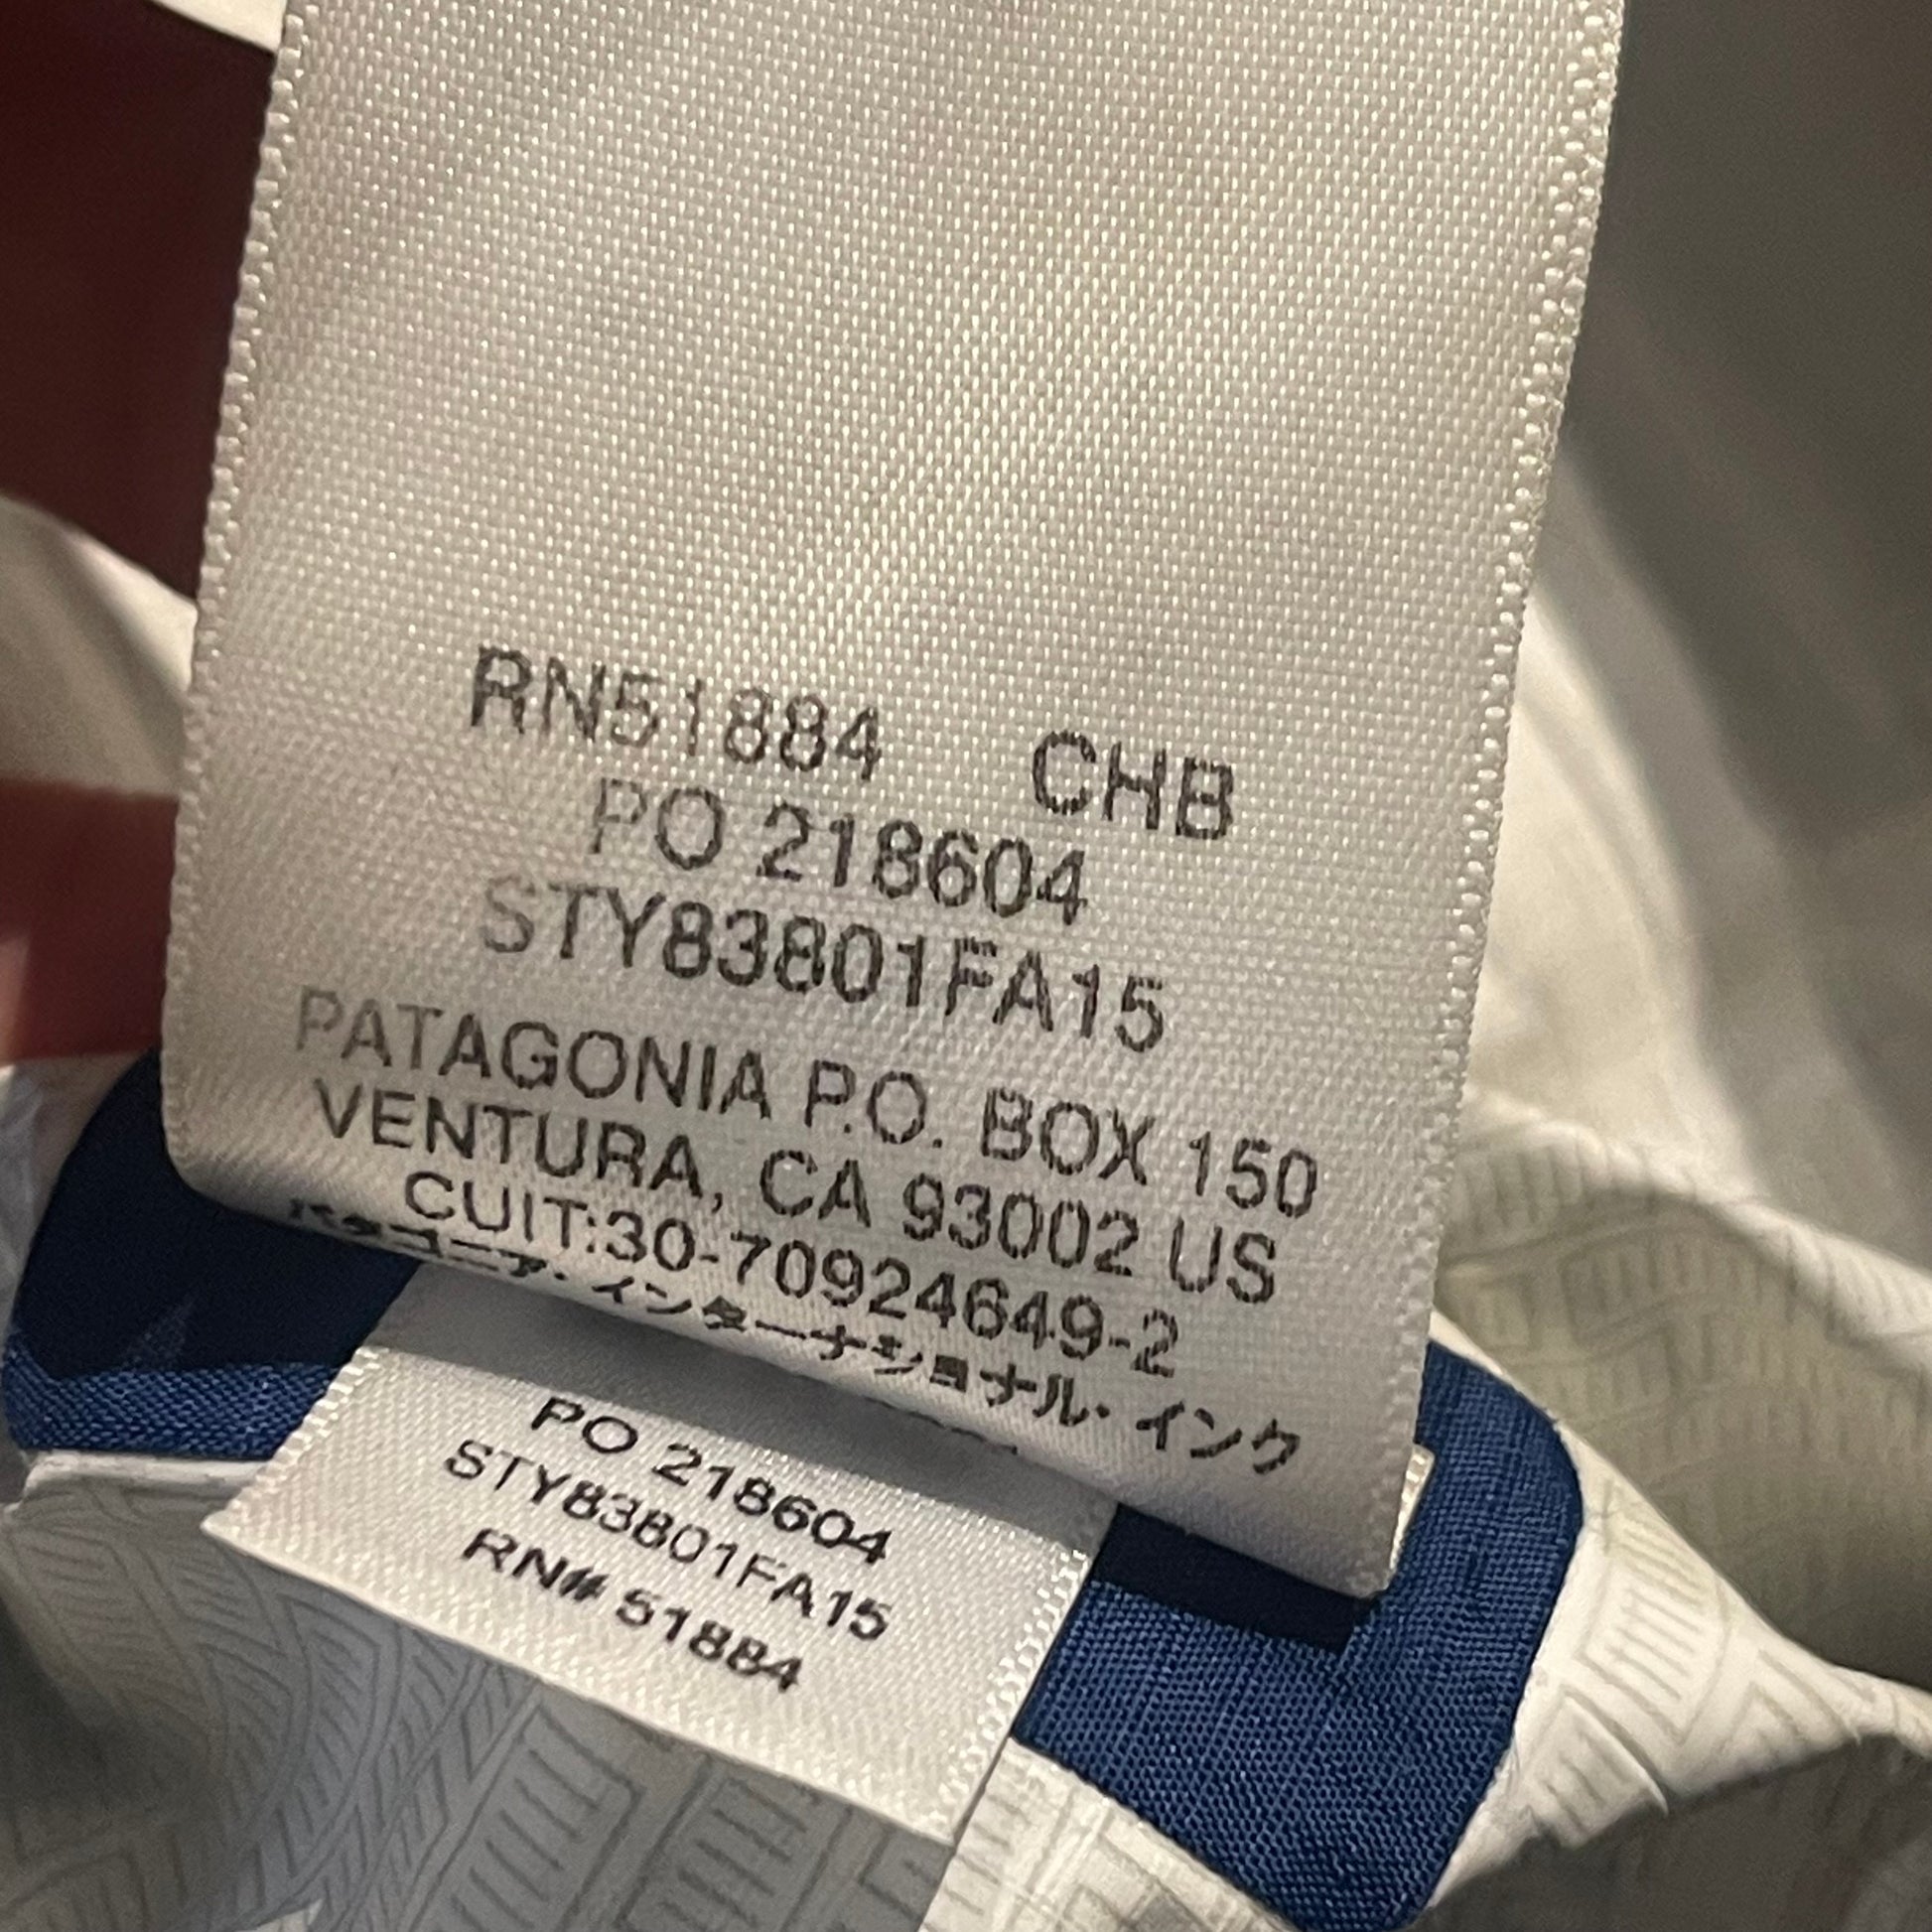 RN51884 CHB
PO 218604
STY83801FA15
PATAGONIA P.O. BOX 150
VENTURA, CA 93002 US
CUIT:30-70924649-2
パタゴニア・インターナショナル・インク
PO 218604
STY83801FA15
RN# 51884